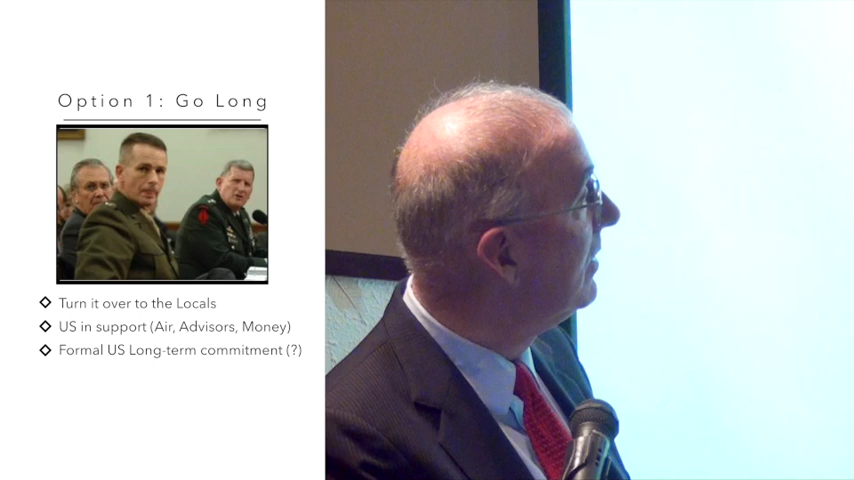 Option 1: Go Long
Turn it over to the Locals
US in support (Air, Advisors, Money)
Formal US Long-term commitment (?)